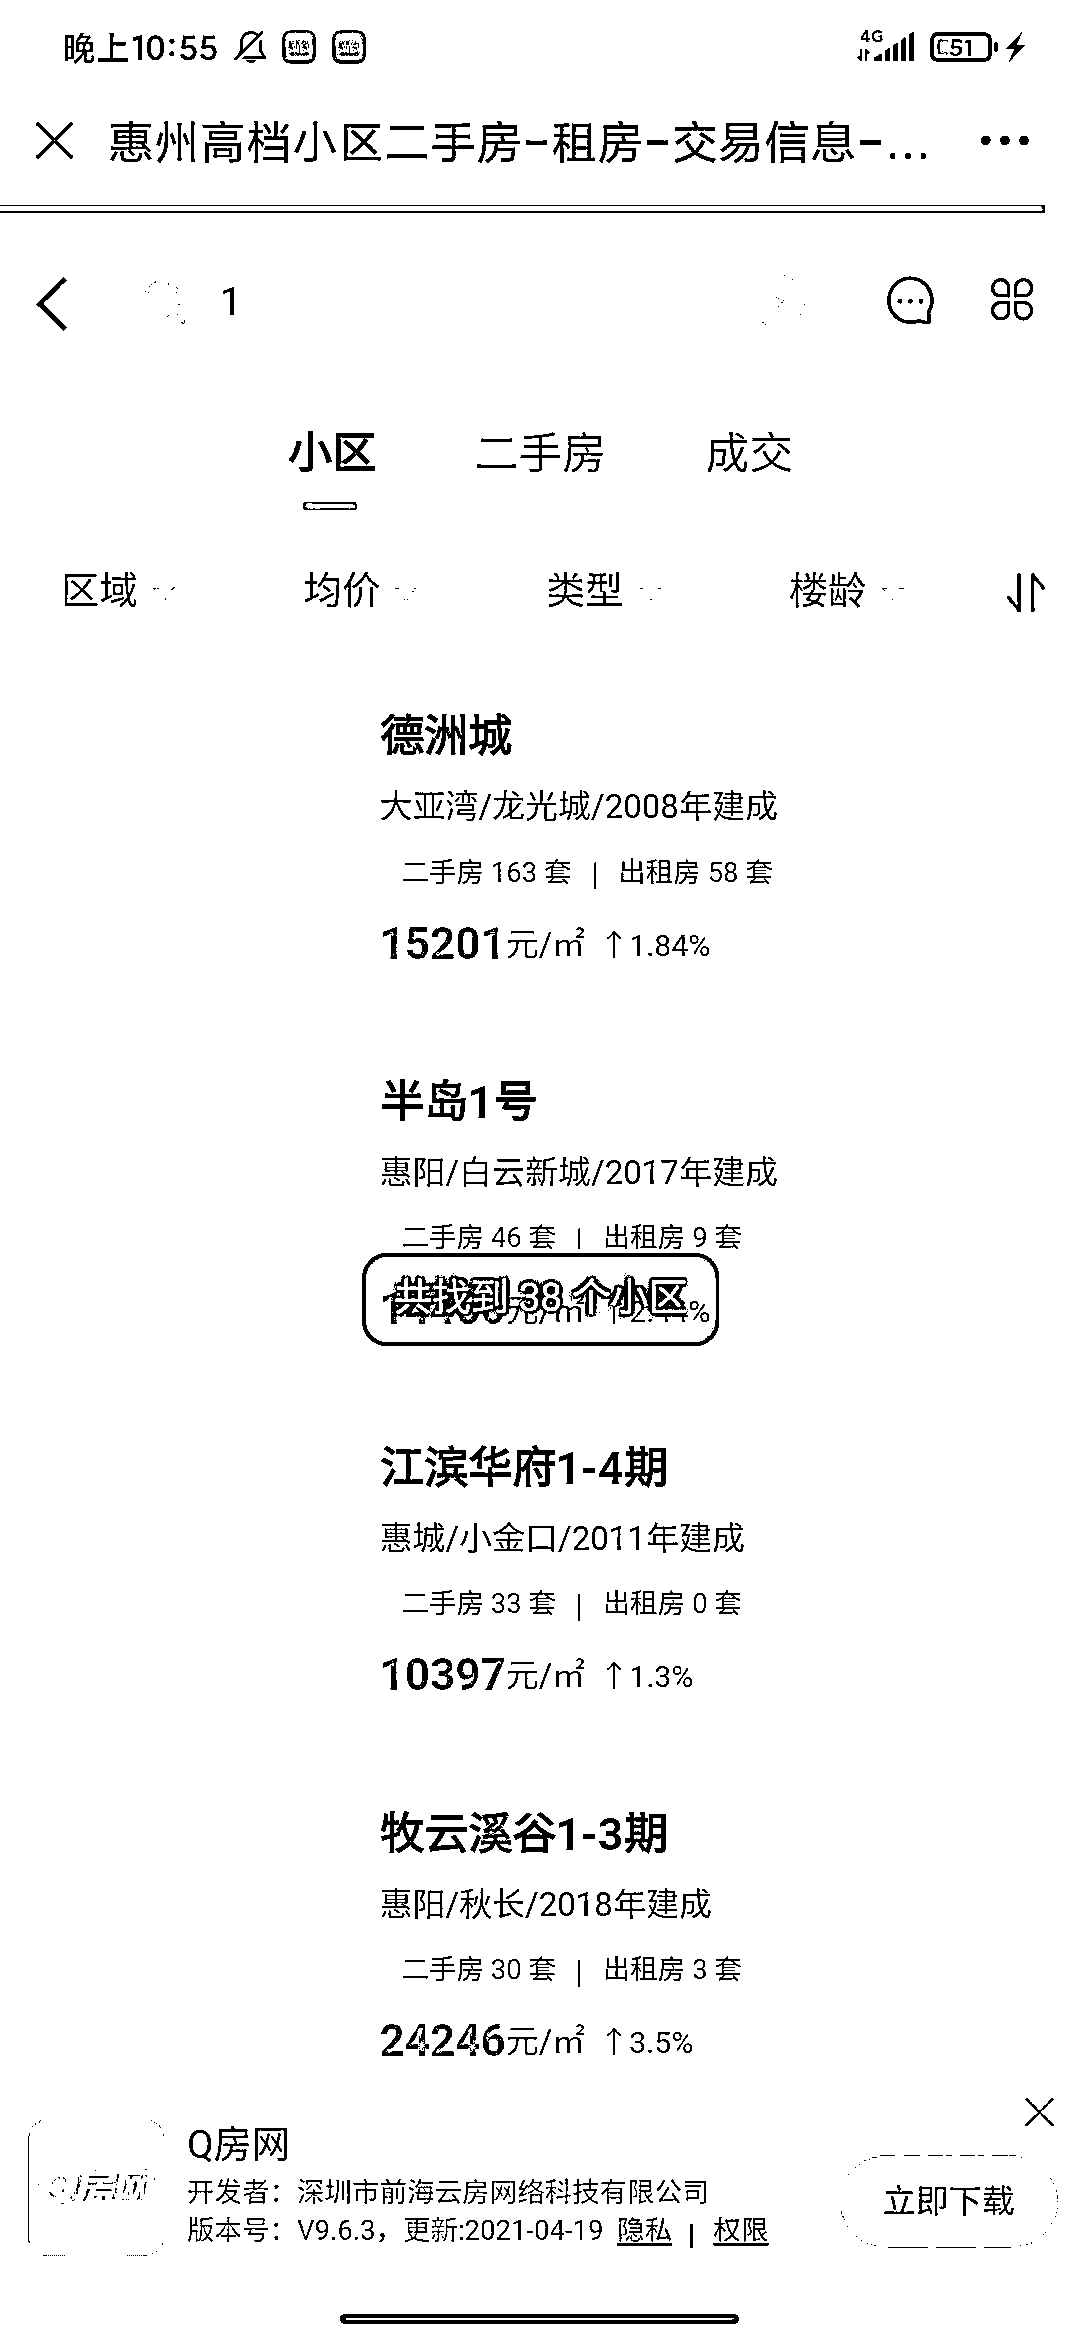 晚上10:55
4G 51
惠州高档小区二手房-租房-交易信息-...
1
小区 二手房 成交
区域 均价 类型 楼龄
德洲城
大亚湾/龙光城/2008年建成
二手房 163 套 | 出租房 58 套
15201元/㎡ ↑1.84%
半岛1号
惠阳/白云新城/2017年建成
二手房 46 套 | 出租房 9 套
共找到 38 个小区
江滨华府1-4期
惠城/小金口/2011年建成
二手房 33 套 | 出租房 0 套
10397元/㎡ ↑1.3%
牧云溪谷1-3期
惠阳/秋长/2018年建成
二手房 30 套 | 出租房 3 套
24246元/㎡ ↑3.5%
Q房网
Q房网
开发者：深圳市前海云房网络科技有限公司
版本号：V9.6.3，更新:2021-04-19 隐私 | 权限
立即下载